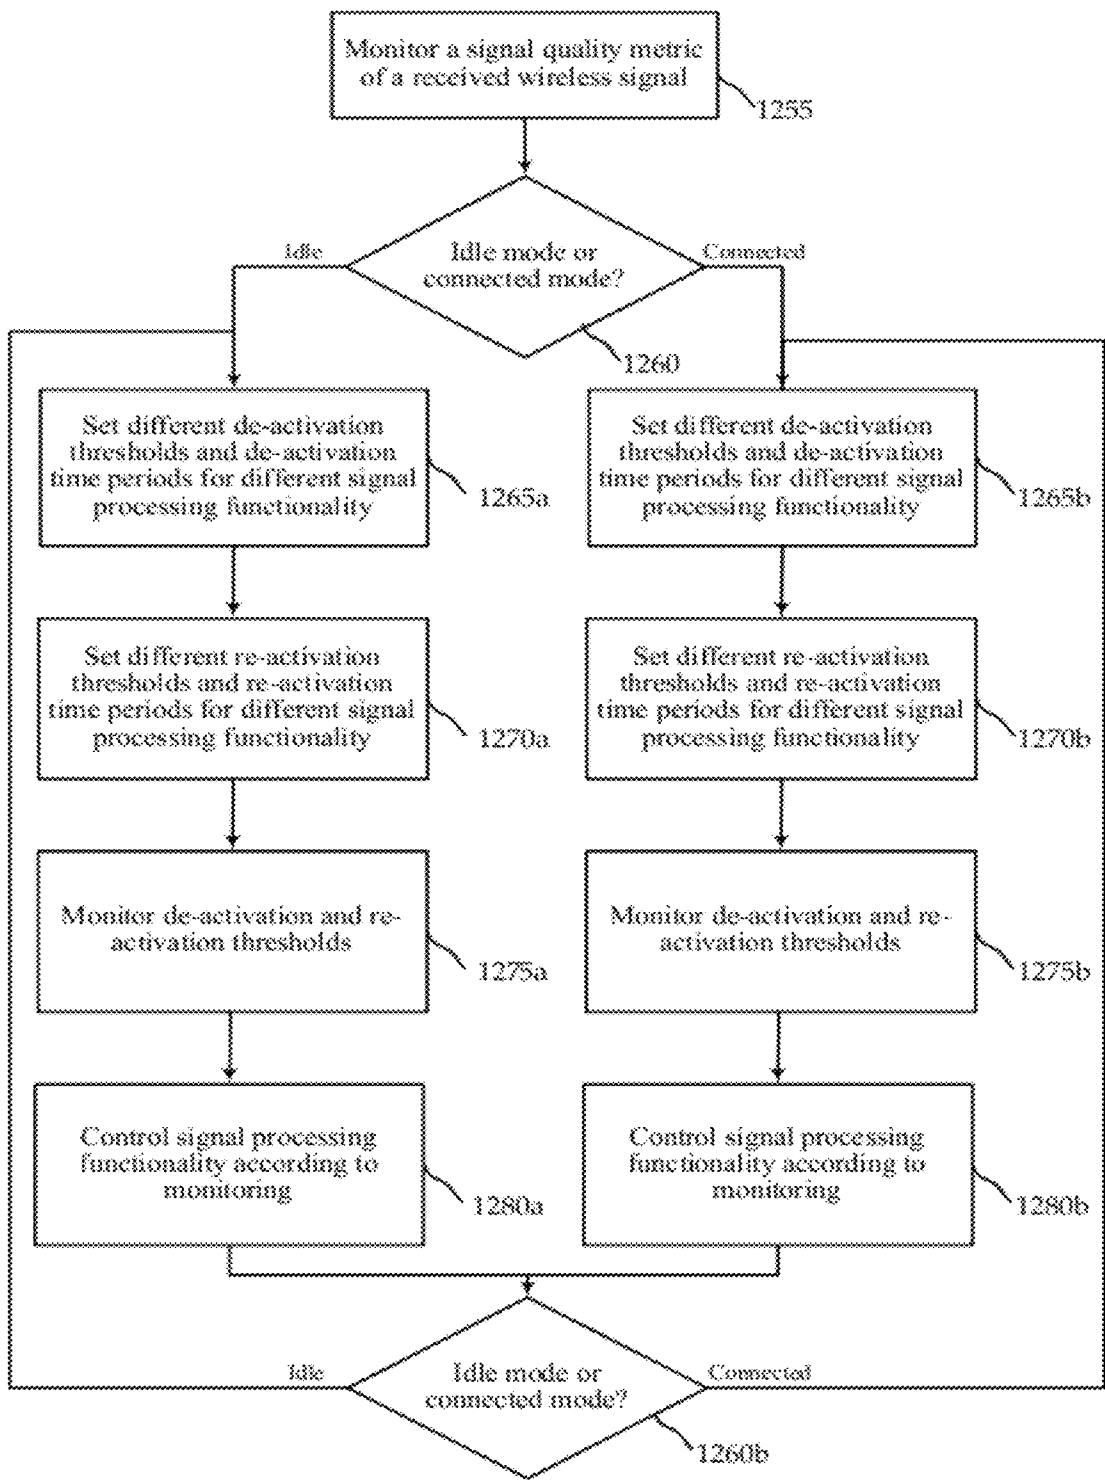 Monitor a signal quality metric
of a received wireless signal
1255
Idle mode or
connected mode?
Idle
Connected
1260
Set different de-activation
thresholds and de-activation
time periods for different signal
processing functionality
1265a
Set different de-activation
thresholds and de-activation
time periods for different signal
processing functionality
1265b
Set different re-activation
thresholds and re-activation
time periods for different signal
processing functionality
1270a
Set different re-activation
thresholds and re-activation
time periods for different signal
processing functionality
1270b
Monitor de-activation and re-
activation thresholds
1275a
Monitor de-activation and re-
activation thresholds
1275b
Control signal processing
functionality according to
monitoring
1280a
Control signal processing
functionality according to
monitoring
1280b
Idle
Idle mode or
connected mode?
Connected
1260b